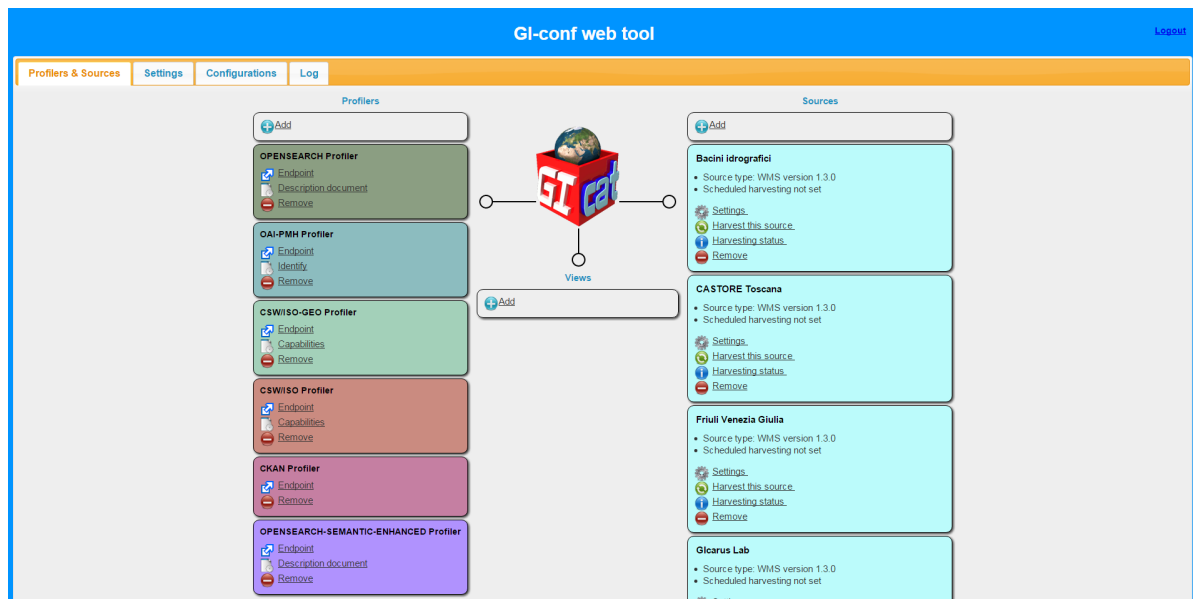 GI-conf web tool
Logout
Profilers & Sources
Settings
Configurations
Log
Profilers
Add
OPENSEARCH Profiler
Endpoint
Description document
Remove
OAI-PMH Profiler
Endpoint
Identify
Remove
CSW/ISO-GEO Profiler
Endpoint
Capabilities
Remove
CSW/ISO Profiler
Endpoint
Capabilities
Remove
CKAN Profiler
Endpoint
Remove
OPENSEARCH-SEMANTIC-ENHANCED Profiler
Endpoint
Description document
Remove
GI cat
Views
Add
Sources
Add
Bacini idrografici
Source type: WMS version 1.3.0
Scheduled harvesting not set
Settings
Harvest this source
Harvesting status
Remove
CASTORE Toscana
Source type: WMS version 1.3.0
Scheduled harvesting not set
Settings
Harvest this source
Harvesting status
Remove
Friuli Venezia Giulia
Source type: WMS version 1.3.0
Scheduled harvesting not set
Settings
Harvest this source
Harvesting status
Remove
GIcarus Lab
Source type: WMS version 1.3.0
Scheduled harvesting not set